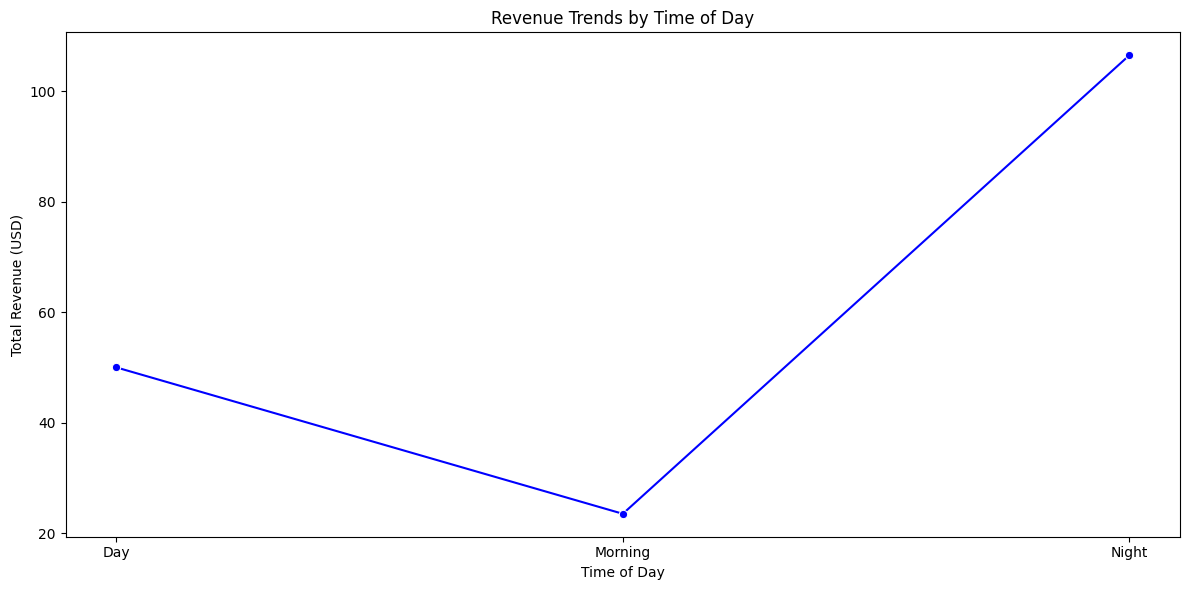 Revenue Trends by Time of Day
Total Revenue (USD)
100
80
60
40
20
Day Morning Night
Time of Day